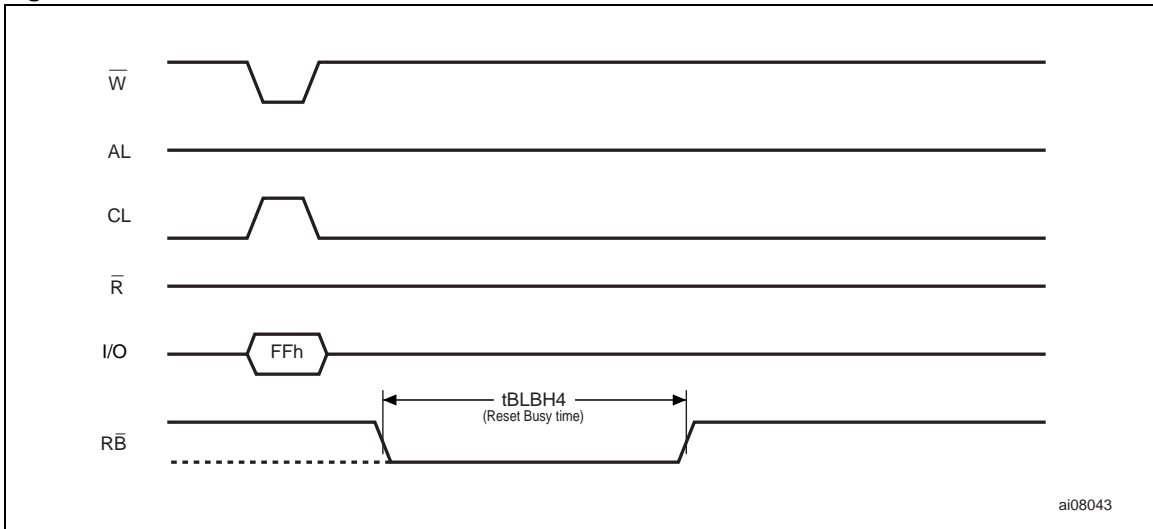 W̅
AL
CL
R̅
I/O
FFh
tBLBH4
(Reset Busy time)
RB̅
ai08043